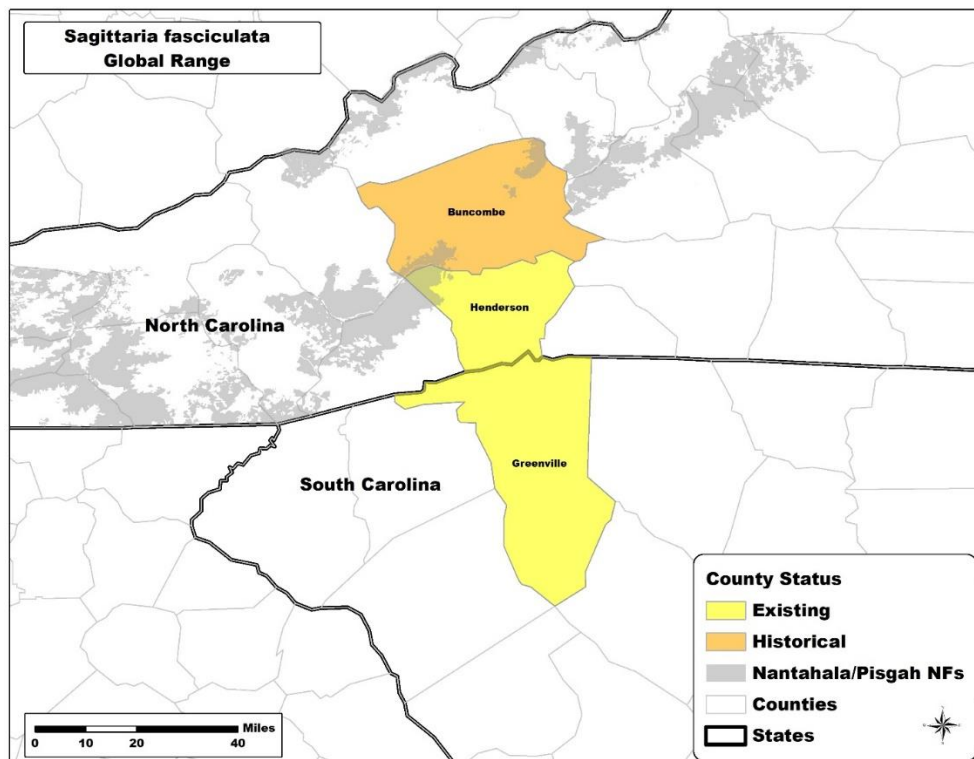 Sagittaria fasciculata
Global Range
Buncombe
Henderson
North Carolina
Greenville
South Carolina
County Status
Existing
Historical
Nantahala/Pisgah NFs
Counties
States
Miles
0 10 20 40